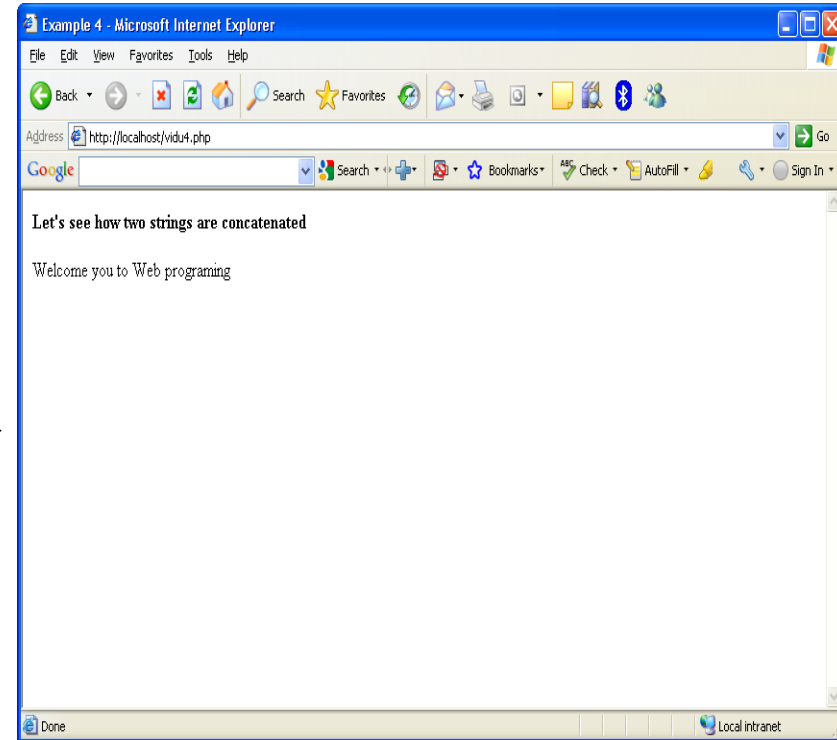 Example 4 - Microsoft Internet Explorer
File Edit View Favorites Tools Help
Back Search Favorites
Address http://localhost/vidu4.php Go
Google Search Bookmarks ABC Check AutoFill Sign In
Let's see how two strings are concatenated
Welcome you to Web programing
Done Local intranet